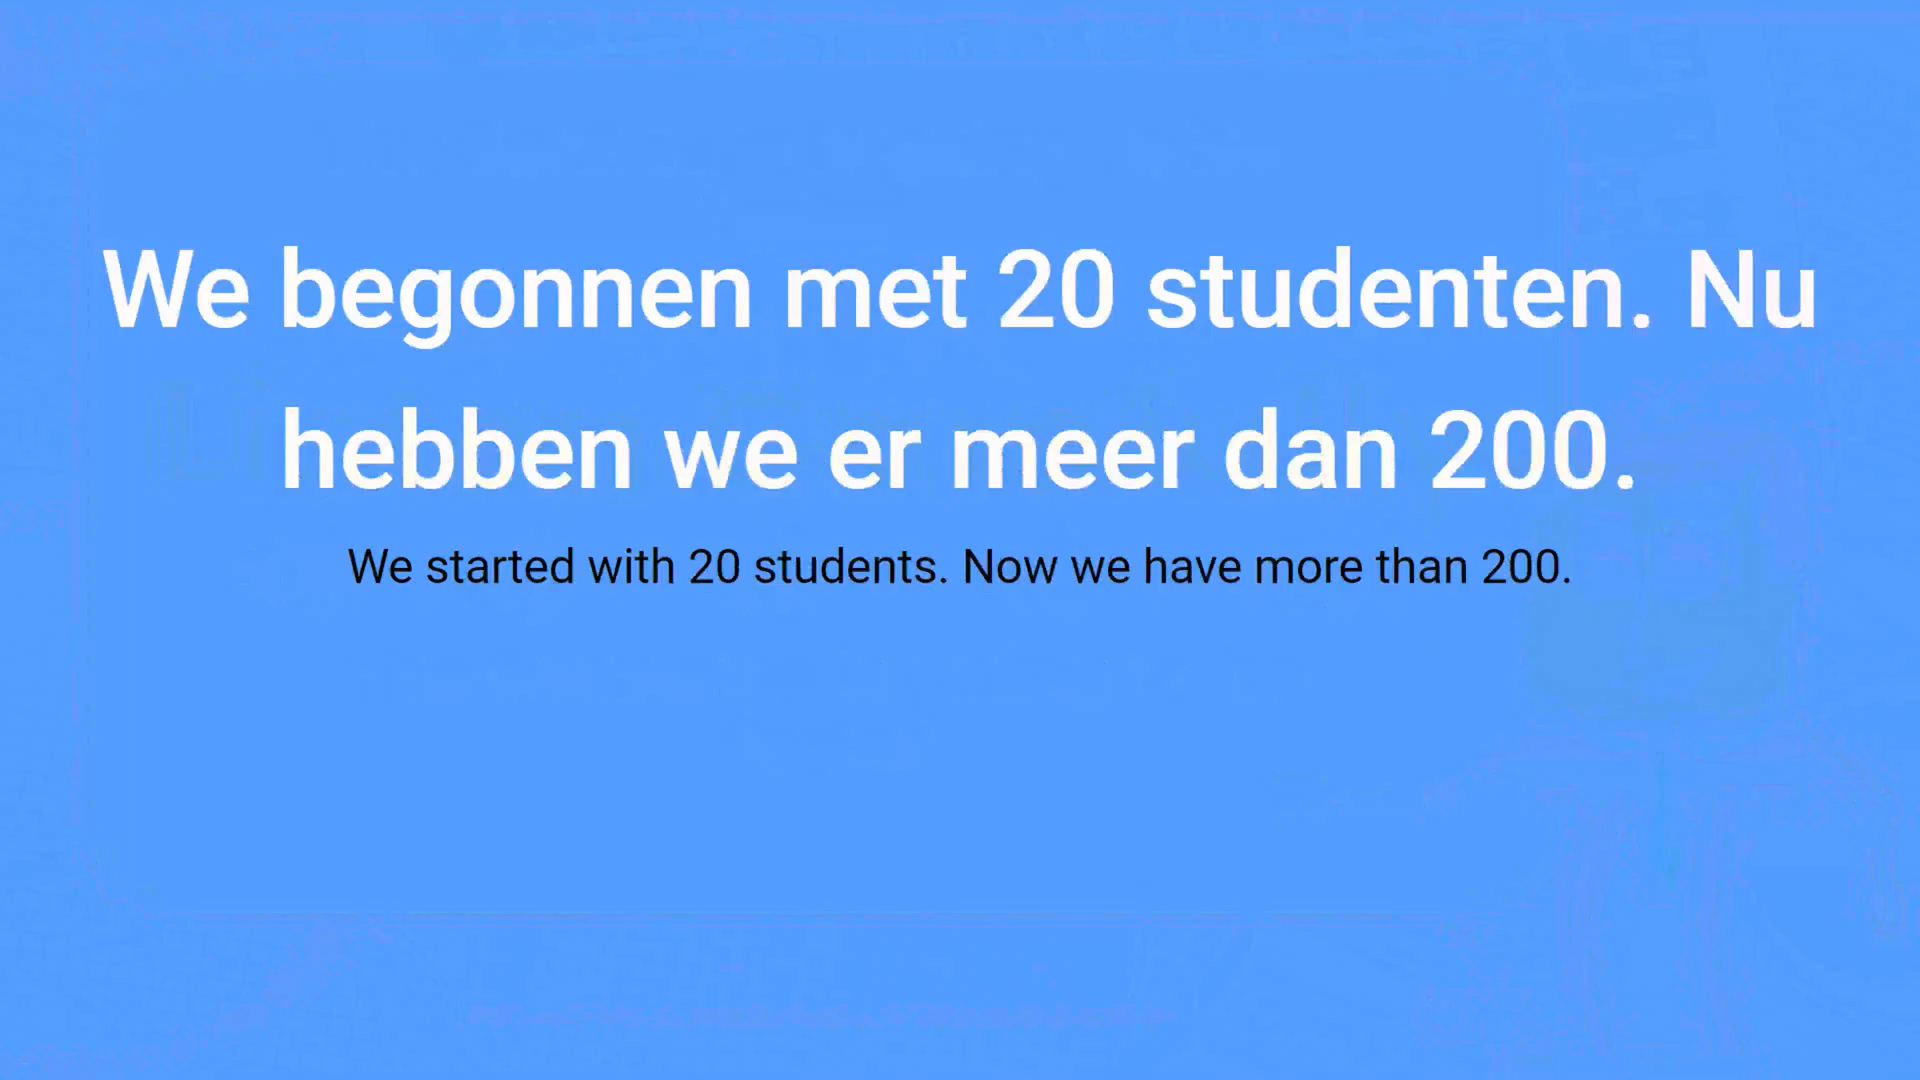 We begonnen met 20 studenten. Nu
hebben we er meer dan 200.
We started with 20 students. Now we have more than 200.